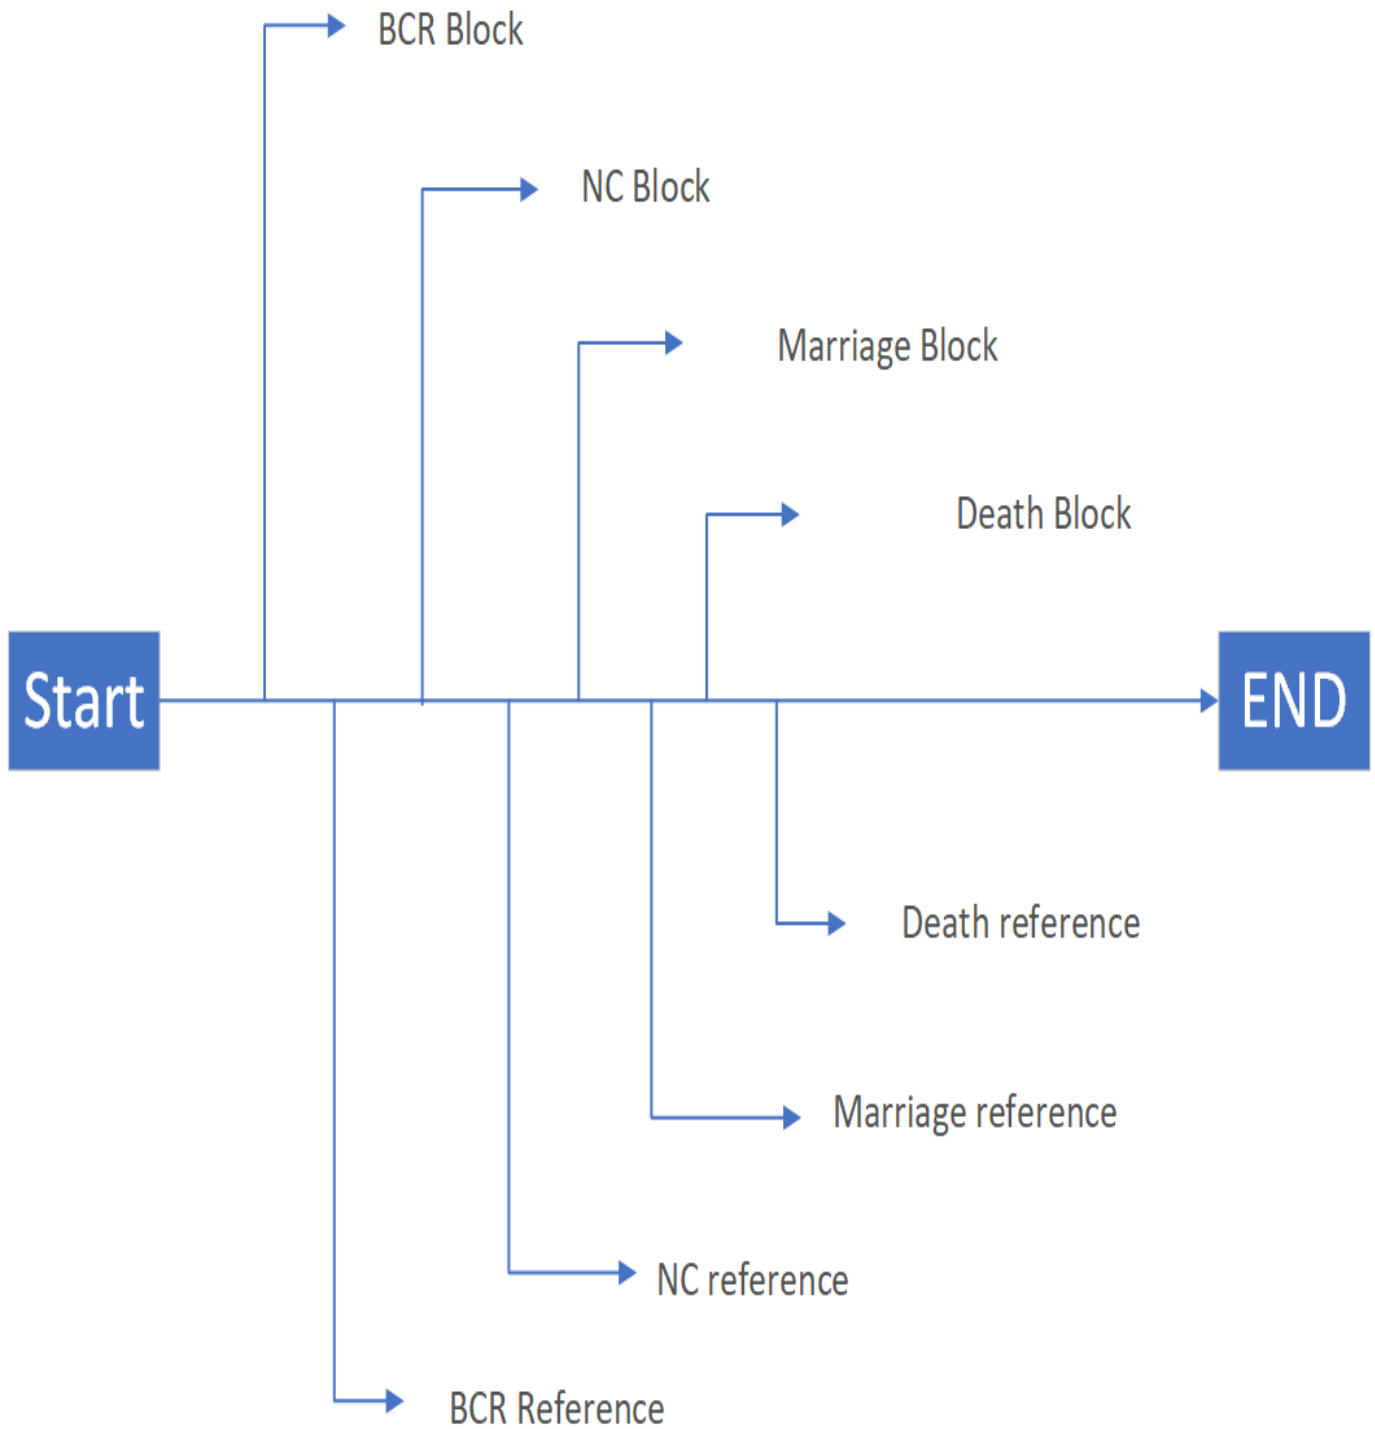 BCR Block
NC Block
Marriage Block
Death Block
Start
END
Death reference
Marriage reference
NC reference
BCR Reference